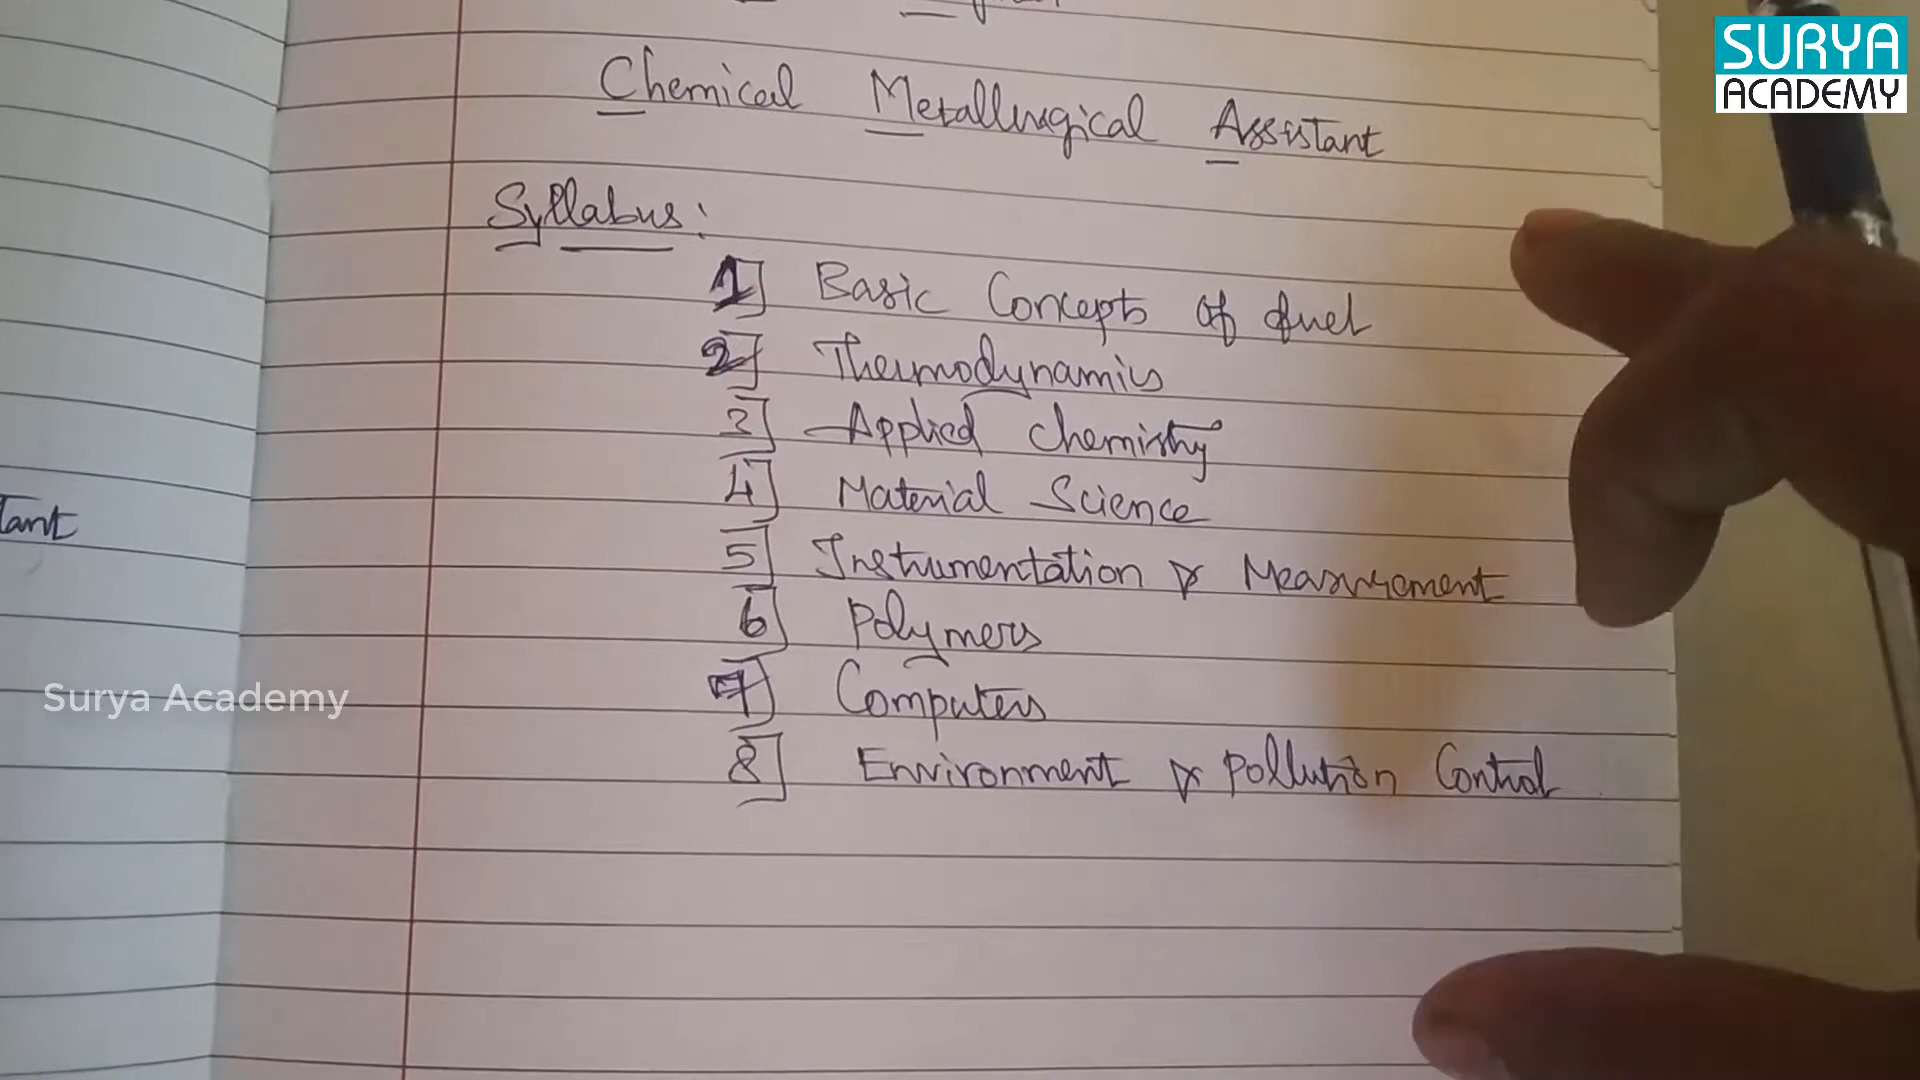 SURYA
ACADEMY
Chemical Metallurgical Assistant
Syllabus:
1] Basic Concepts of fuel
2] Thermodynamics
3] Applied Chemistry
4] Material Science
tant
5] Instrumentation & Measurement
6] Polymers
Surya Academy
7] Computers
8] Environment & Pollution Control